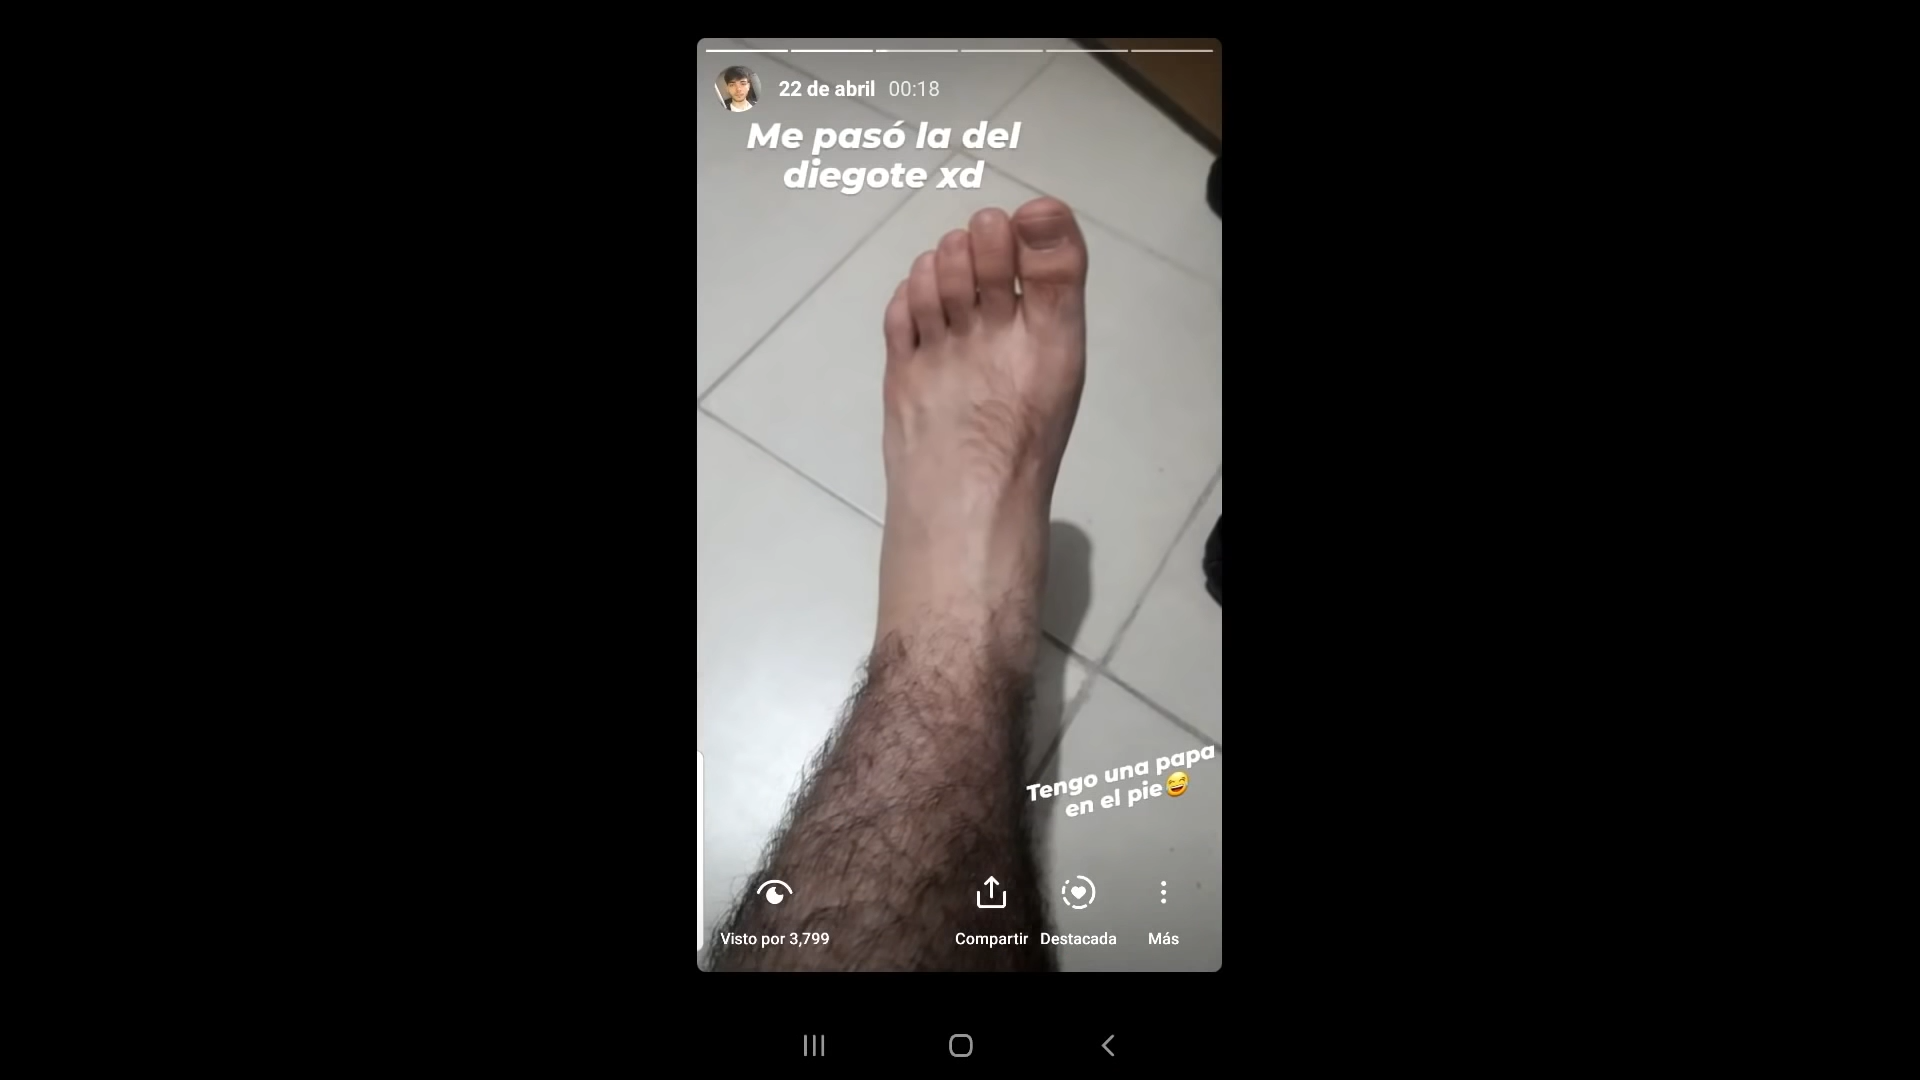 22 de abril 00:18
Me pasó la del
diegote xd
Tengo una papa
en el pie😅
Visto por 3,799
Compartir
Destacada
Más